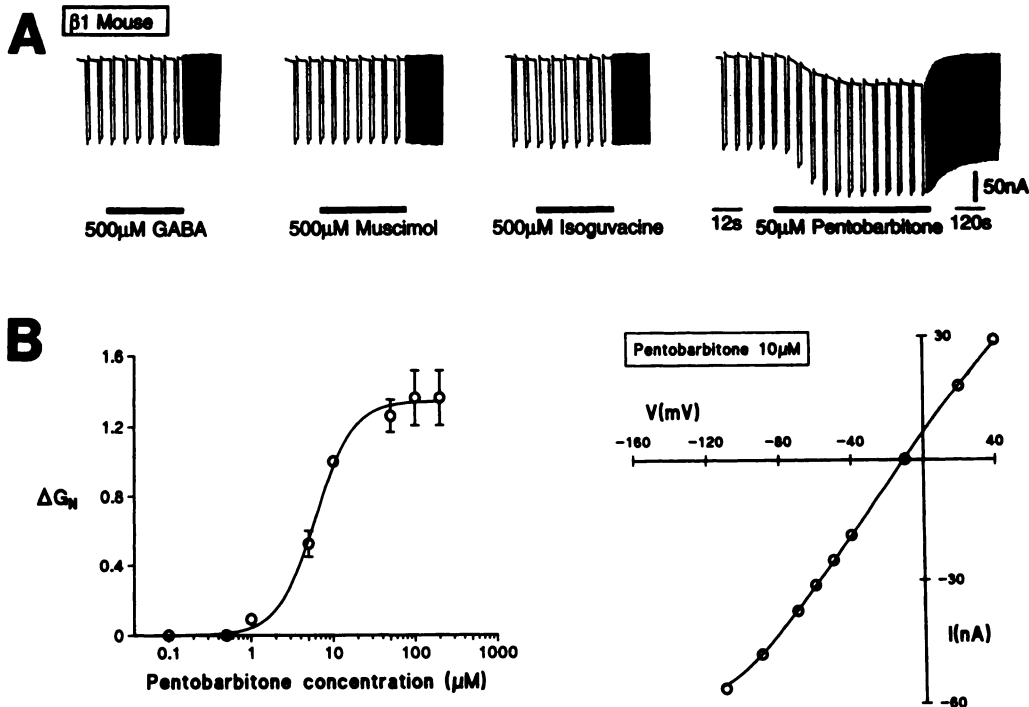 A
β1 Mouse
500μM GABA
500μM Muscimol
500μM Isoguvacine
12s
50μM Pentobarbitone
120s
50nA
B
1.6
1.2
0.8
0.4
0
ΔG_N
0.1
1
10
100
1000
Pentobarbitone concentration (μM)
Pentobarbitone 10μM
V(mV)
-160
-120
-80
-40
40
30
-30
I(nA)
-60